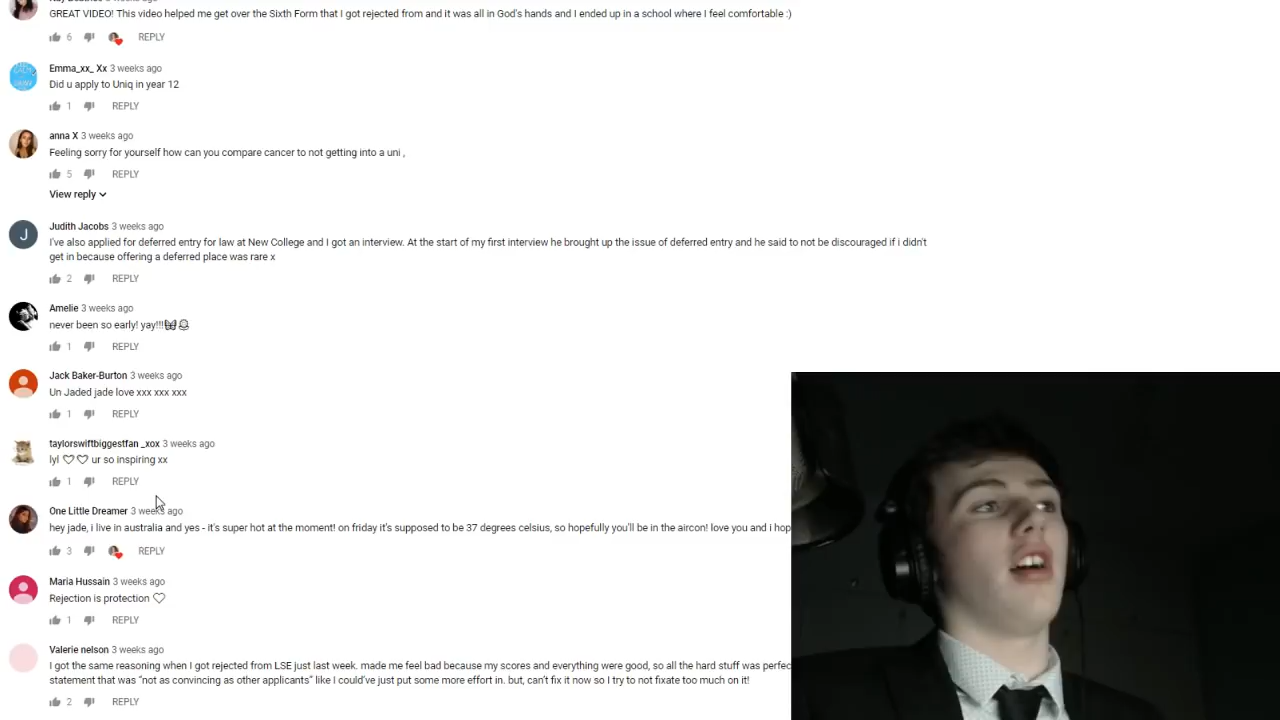 GREAT VIDEO! This video helped me get over the Sixth Form that I got rejected from and it was all in God's hands and I ended up in a school where I feel comfortable :)
6 REPLY
Emma_xx_ Xx 3 weeks ago
Did u apply to Uniq in year 12
1 REPLY
anna X 3 weeks ago
Feeling sorry for yourself how can you compare cancer to not getting into a uni ,
5 REPLY
View reply
J
Judith Jacobs 3 weeks ago
I've also applied for deferred entry for law at New College and I got an interview. At the start of my first interview he brought up the issue of deferred entry and he said to not be discouraged if i didn't
get in because offering a deferred place was rare x
2 REPLY
Amelie 3 weeks ago
never been so early! yay!!!
1 REPLY
Jack Baker-Burton 3 weeks ago
Un Jaded jade love xxx xxx xxx
1 REPLY
taylorswiftbiggestfan _xox 3 weeks ago
lyl ♡♡ ur so inspiring xx
1 REPLY
One Little Dreamer 3 weeks ago
hey jade, i live in australia and yes - it's super hot at the moment! on friday it's supposed to be 37 degrees celsius, so hopefully you'll be in the aircon! love you and i hop
3 REPLY
Maria Hussain 3 weeks ago
Rejection is protection ♡
1 REPLY
Valerie nelson 3 weeks ago
I got the same reasoning when I got rejected from LSE just last week. made me feel bad because my scores and everything were good, so all the hard stuff was perfec
statement that was "not as convincing as other applicants" like I could've just put some more effort in. but, can't fix it now so I try to not fixate too much on it!
2 REPLY